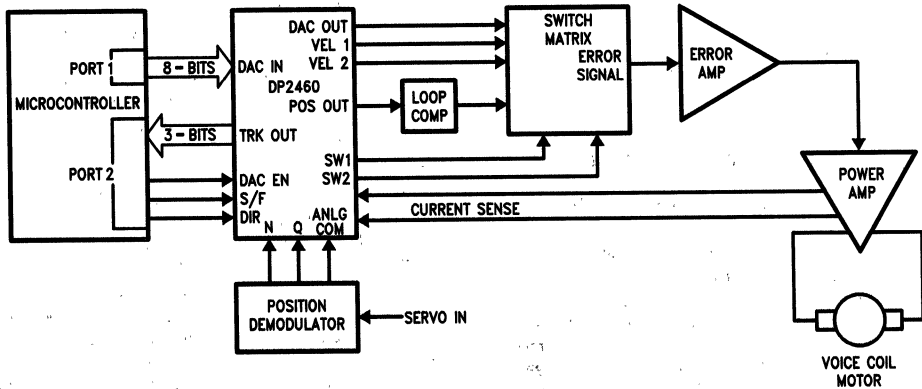 MICROCONTROLLER
PORT 1
8-BITS
3-BITS
PORT 2
DAC IN
DP2460
TRK OUT
DAC EN
S/F
DIR
N
Q
ANLG
COM
DAC OUT
VEL 1
VEL 2
POS OUT
SW1
SW2
LOOP
COMP
SWITCH
MATRIX
ERROR
SIGNAL
ERROR
AMP
POWER
AMP
CURRENT SENSE
POSITION
DEMODULATOR
SERVO IN
VOICE COIL
MOTOR